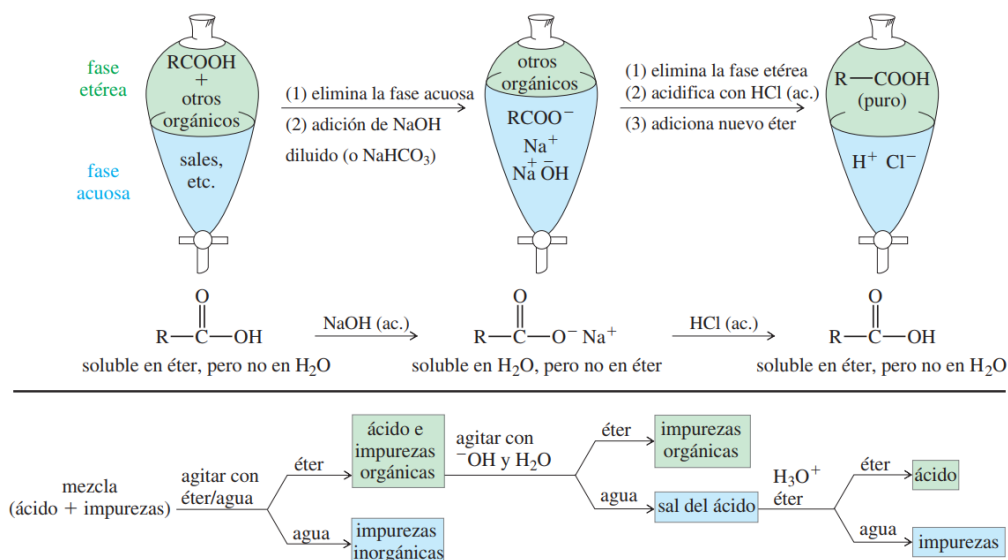 fase
etérea
RCOOH
+
otros
orgánicos
sales,
etc.
fase
acuosa
(1) elimina la fase acuosa
(2) adición de NaOH
diluido (o NaHCO₃)
otros
orgánicos
RCOO⁻
Na⁺
Na⁺ ⁻OH
(1) elimina la fase etérea
(2) acidifica con HCl (ac.)
(3) adiciona nuevo éter
R—COOH
(puro)
H⁺ Cl⁻
O
R—C—OH
soluble en éter, pero no en H₂O
NaOH (ac.)
O
R—C—O⁻ Na⁺
soluble en H₂O, pero no en éter
HCl (ac.)
O
R—C—OH
soluble en éter, pero no en H₂O
mezcla
(ácido + impurezas)
agitar con
éter/agua
éter
ácido e
impurezas
orgánicas
agua
impurezas
inorgánicas
agitar con
⁻OH y H₂O
éter
impurezas
orgánicas
agua
sal del ácido
H₃O⁺
éter
éter
ácido
agua
impurezas